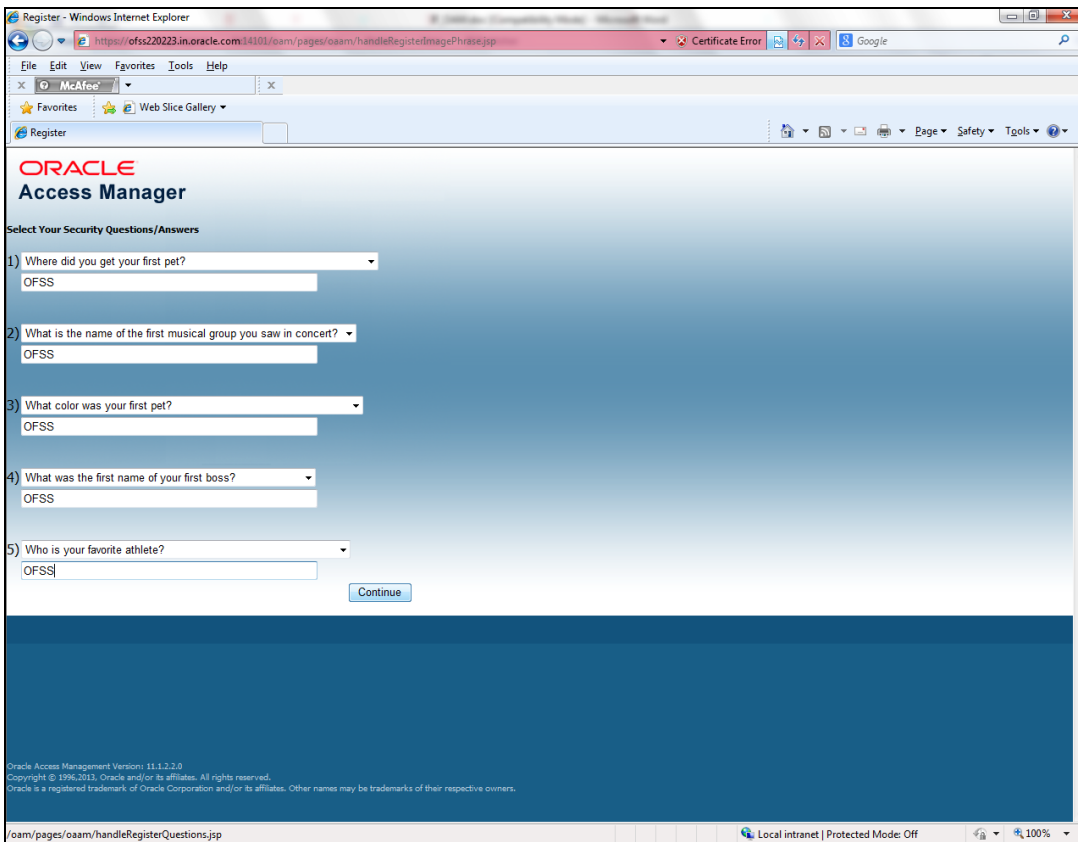 Register - Windows Internet Explorer
https://ofss220223.in.oracle.com:14101/oam/pages/oaam/handleRegisterImagePhrase.jsp
Certificate Error
Google
File Edit View Favorites Tools Help
x McAfee x
Favorites Web Slice Gallery
Register
Page Safety Tools
ORACLE
Access Manager
Select Your Security Questions/Answers
1) Where did you get your first pet?
OFSS
2) What is the name of the first musical group you saw in concert?
OFSS
3) What color was your first pet?
OFSS
4) What was the first name of your first boss?
OFSS
5) Who is your favorite athlete?
OFSS
Continue
Oracle Access Management Version: 11.1.2.2.0
Copyright © 1996,2013, Oracle and/or its affiliates. All rights reserved.
Oracle is a registered trademark of Oracle Corporation and/or its affiliates. Other names may be trademarks of their respective owners.
/oam/pages/oaam/handleRegisterQuestions.jsp
Local intranet | Protected Mode: Off
100%